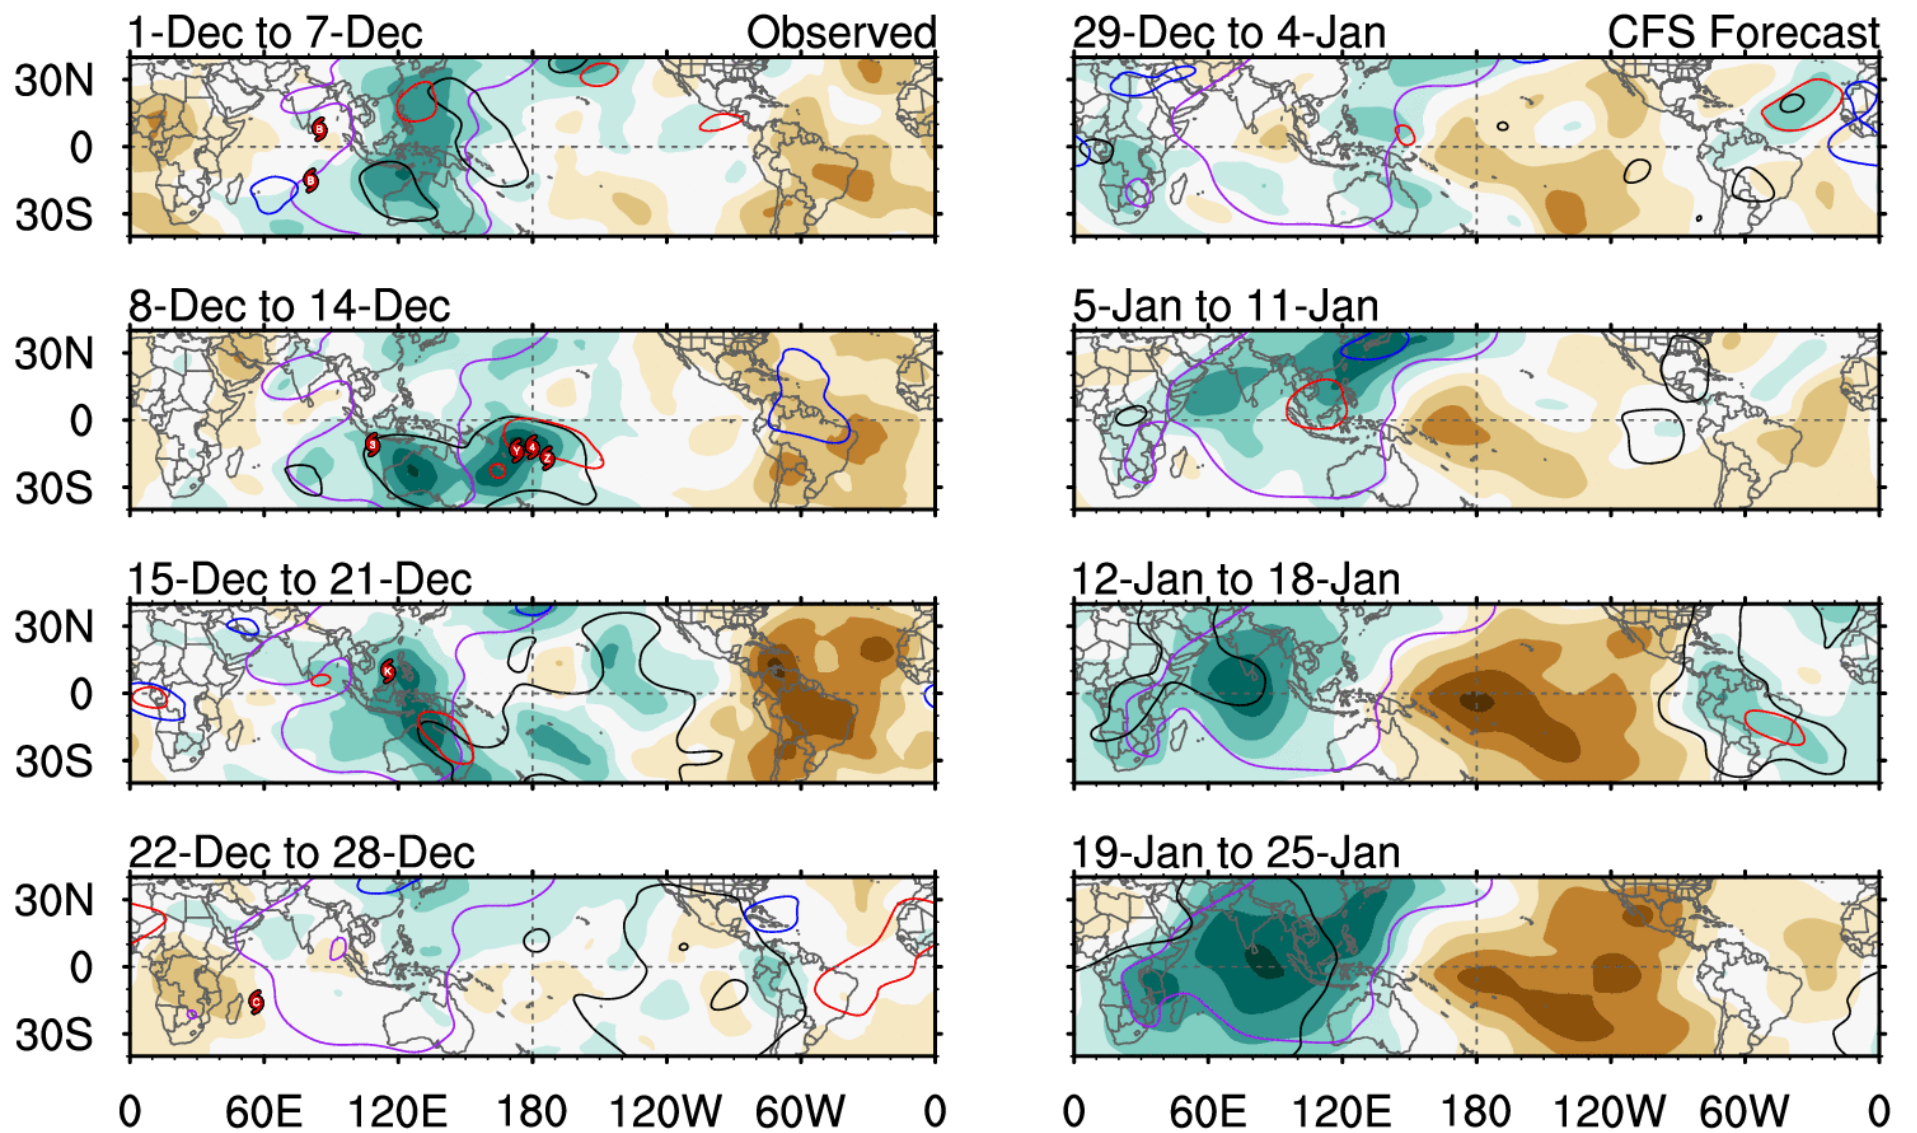 1-Dec to 7-Dec Observed
30N
0
30S
8-Dec to 14-Dec
30N
0
30S
15-Dec to 21-Dec
30N
0
30S
22-Dec to 28-Dec
30N
0
30S
0 60E 120E 180 120W 60W 0
29-Dec to 4-Jan CFS Forecast
5-Jan to 11-Jan
12-Jan to 18-Jan
19-Jan to 25-Jan
0 60E 120E 180 120W 60W 0
B
B
3
Y 4 Z
K
C